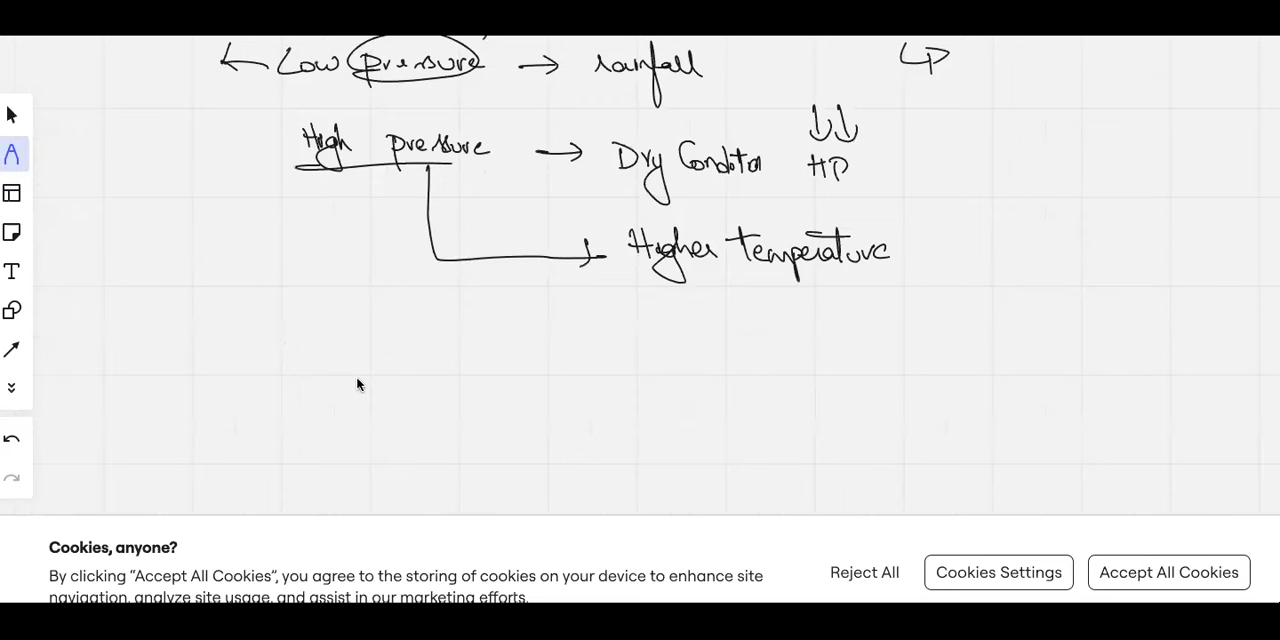 ← Low pressure → rainfall LP
High pressure → Dry Condition HP
Higher temperature
Cookies, anyone?
By clicking “Accept All Cookies”, you agree to the storing of cookies on your device to enhance site
navigation, analyze site usage, and assist in our marketing efforts.
Reject All
Cookies Settings
Accept All Cookies